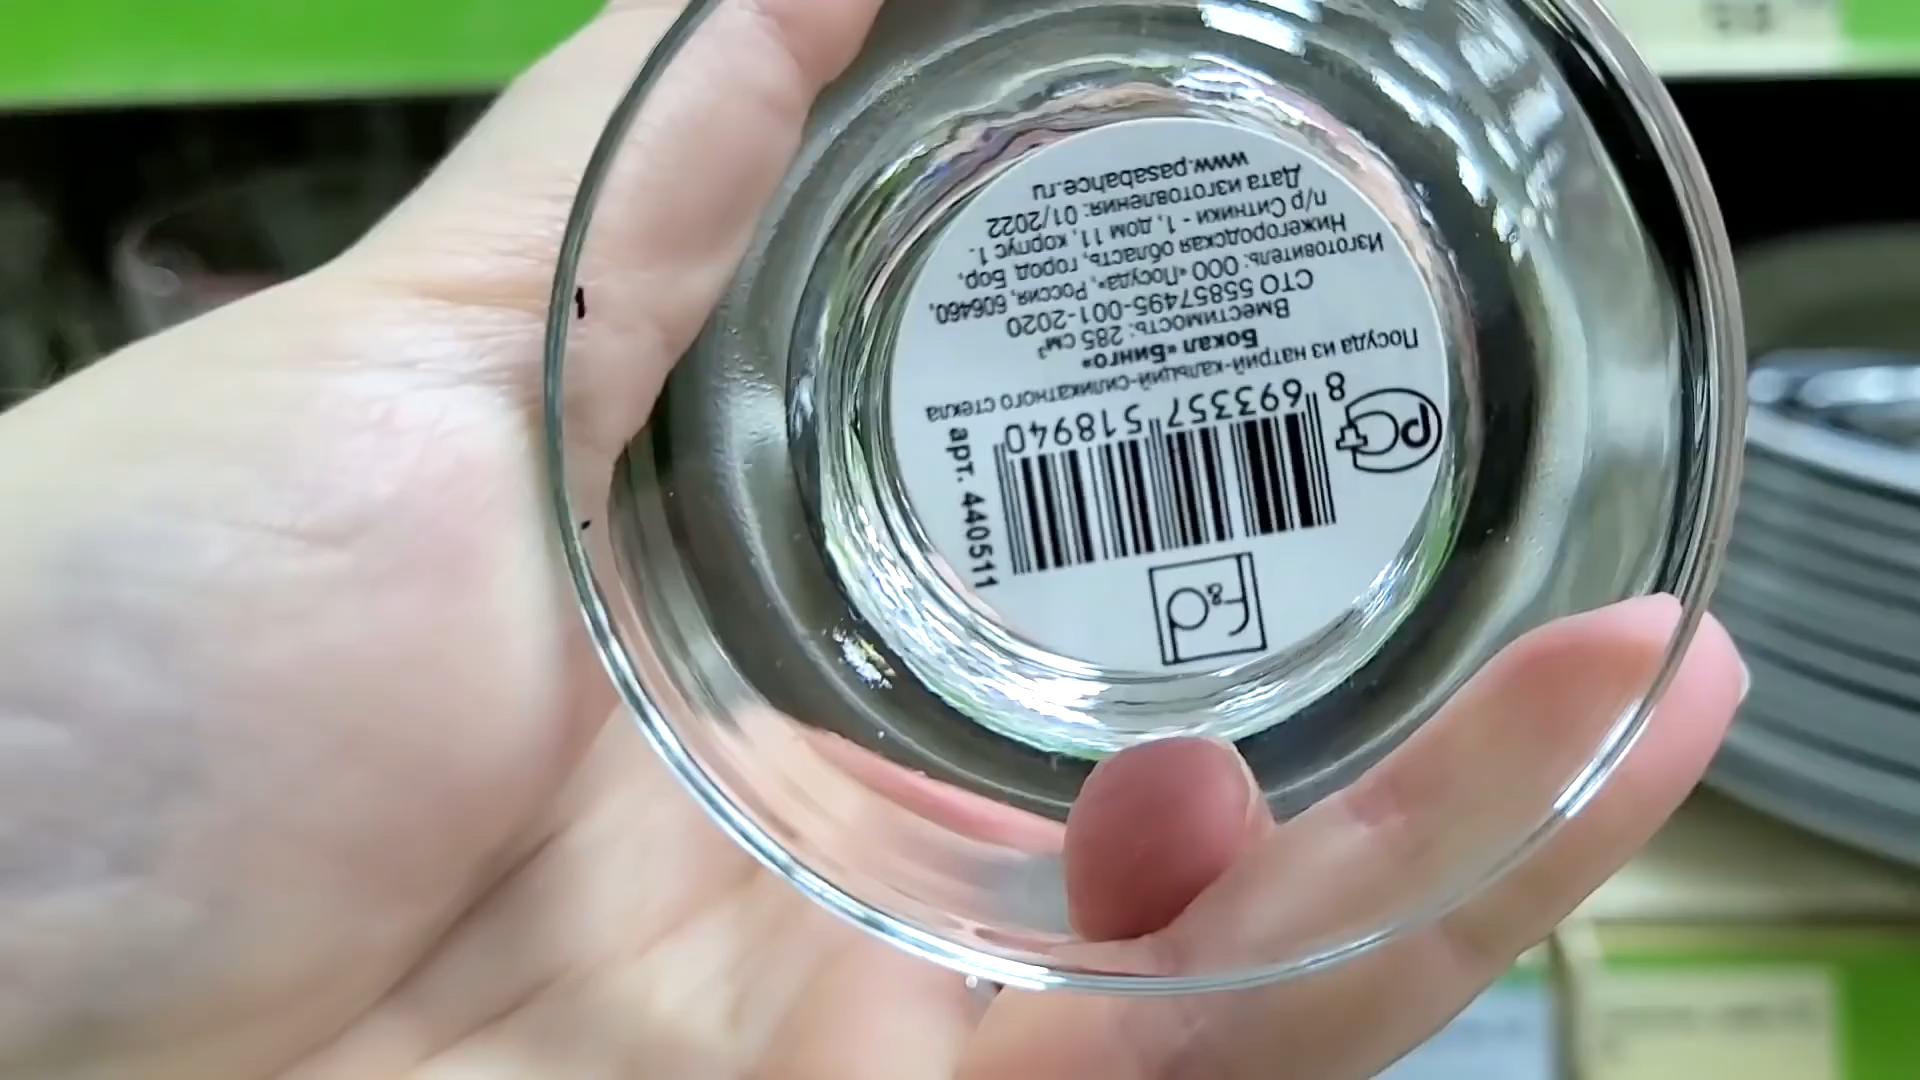 F&D
арт. 440511
8 693357 518940
РС
Посуда из натрий-кальций-силикатного стекла
Бокал «Бинго»
Вместимость: 285 см³
СТО 55857495-001-2020
Изготовитель: ООО «Посуда», Россия, 606460,
Нижегородская область, город Бор,
п/р Ситники - 1, дом 11, корпус 1.
Дата изготовления: 01/2022
www.pasabahce.ru